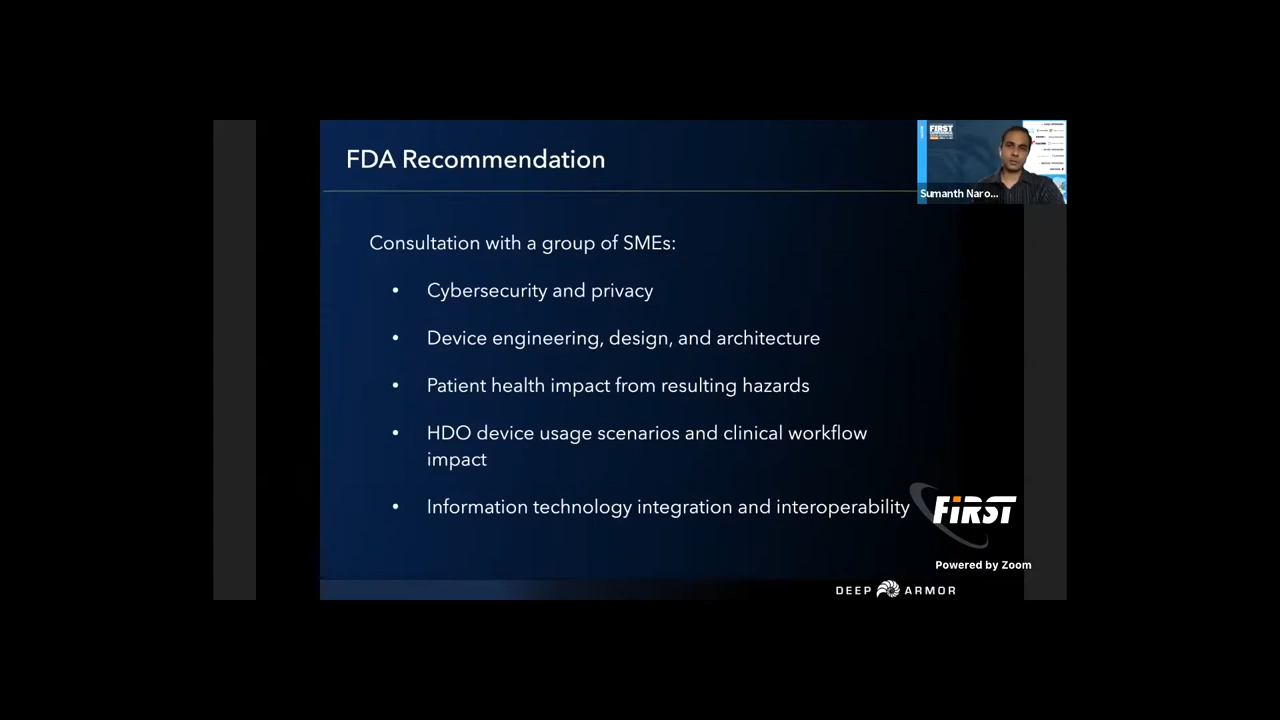 FDA Recommendation
FIRST
Sumanth Naro...
Consultation with a group of SMEs:
• Cybersecurity and privacy
• Device engineering, design, and architecture
• Patient health impact from resulting hazards
• HDO device usage scenarios and clinical workflow
impact
• Information technology integration and interoperability
FIRST
Powered by Zoom
DEEP ARMOR